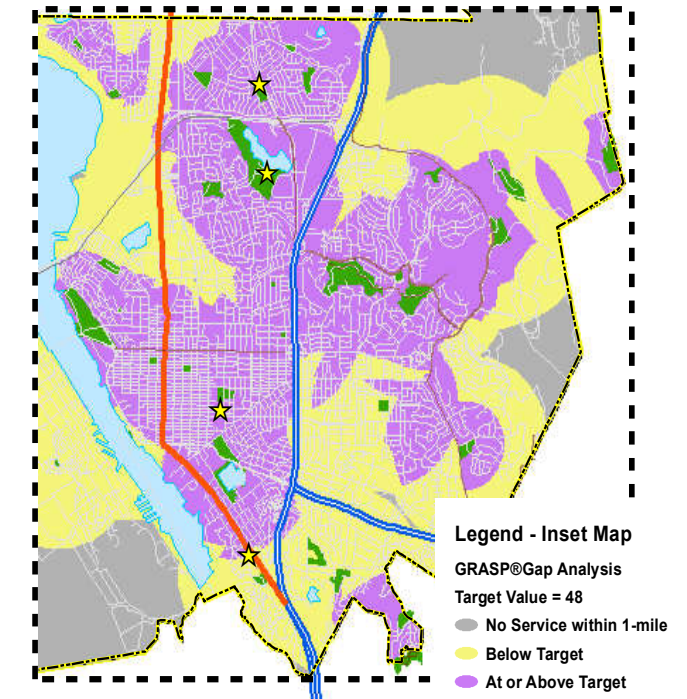 Legend - Inset Map
GRASP®Gap Analysis
Target Value = 48
No Service within 1-mile
Below Target
At or Above Target